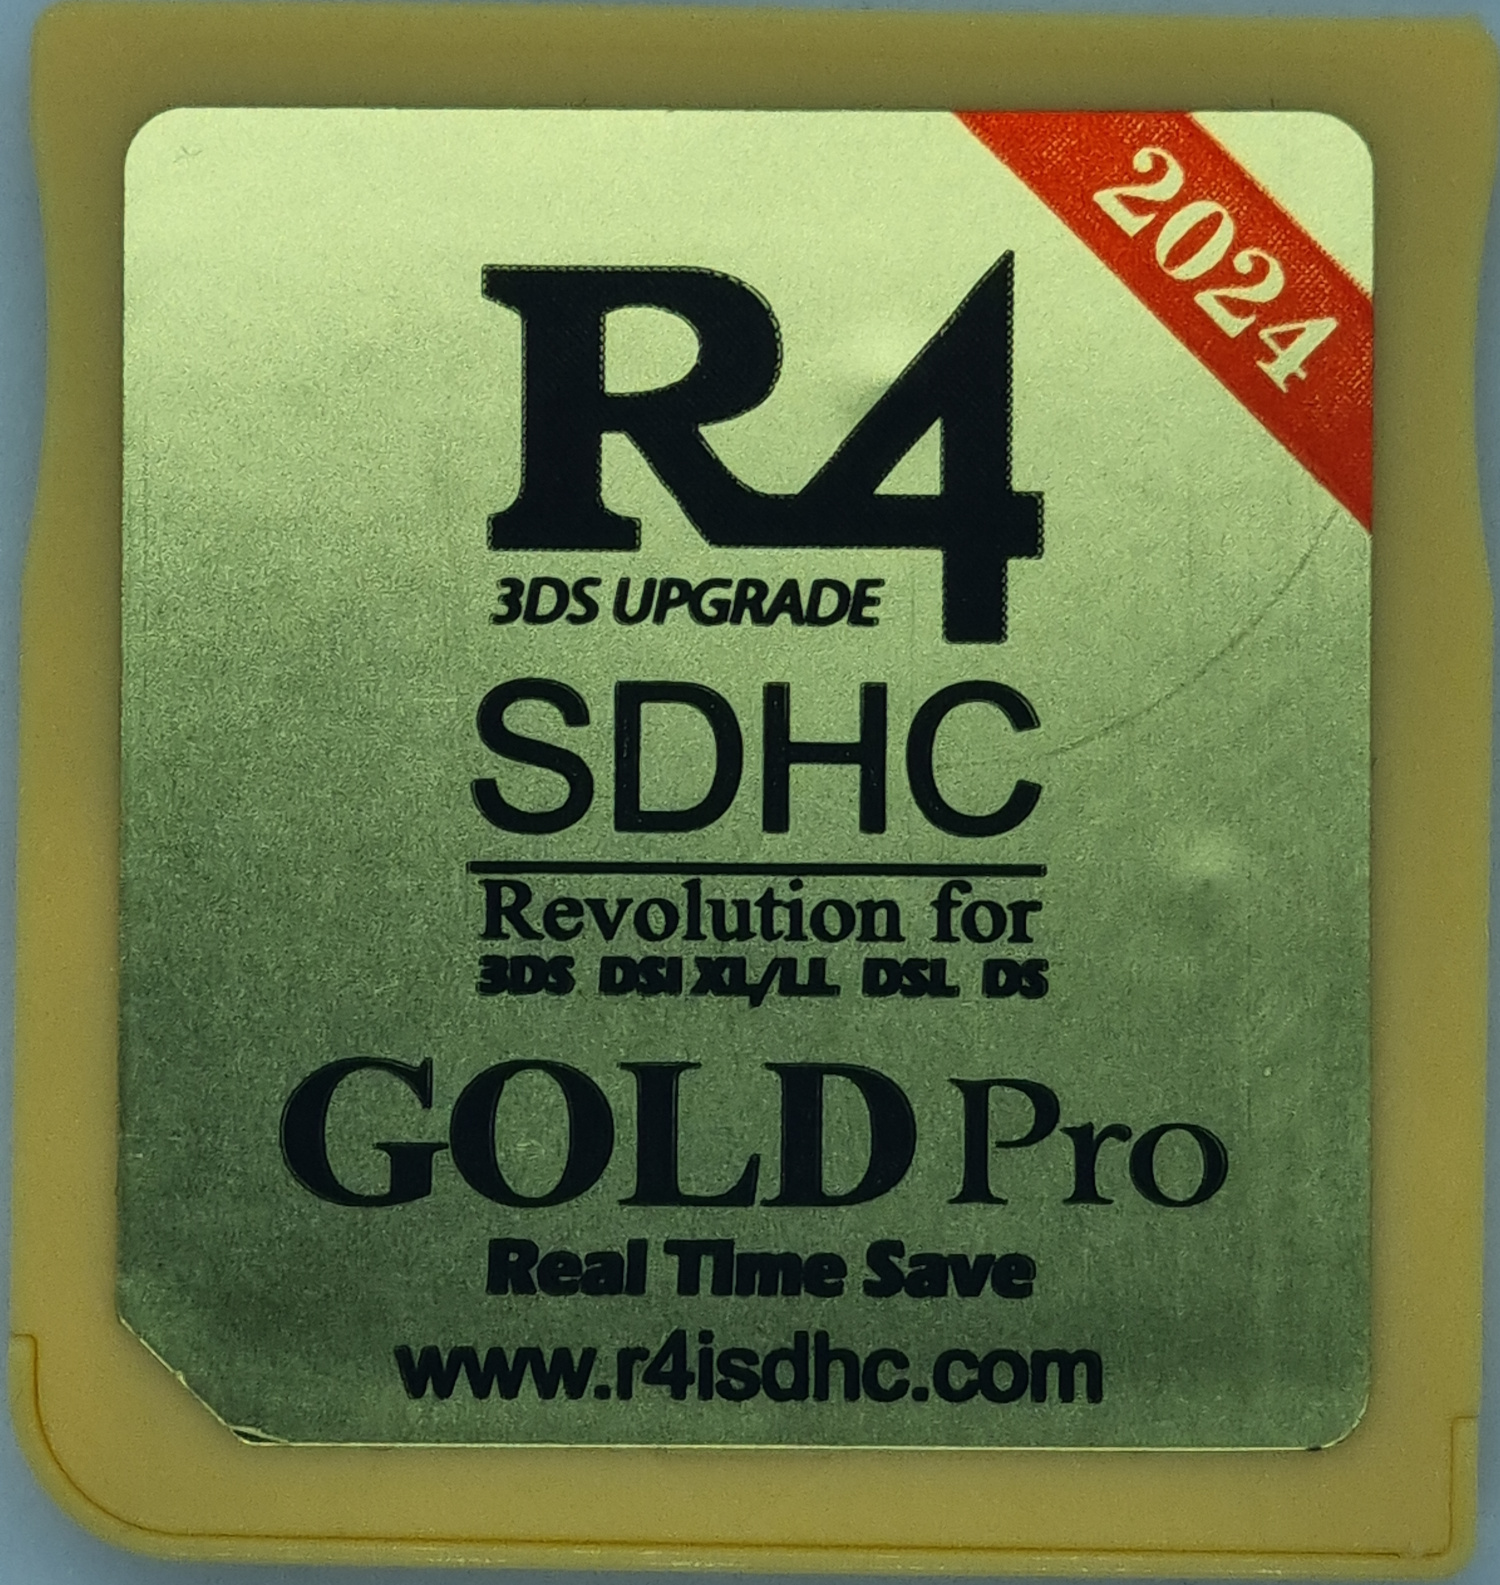 2024
R4
3DS UPGRADE
SDHC
Revolution for
3DS DSI XL/LL DSL DS
GOLD Pro
Real TIme Save
www.r4isdhc.com